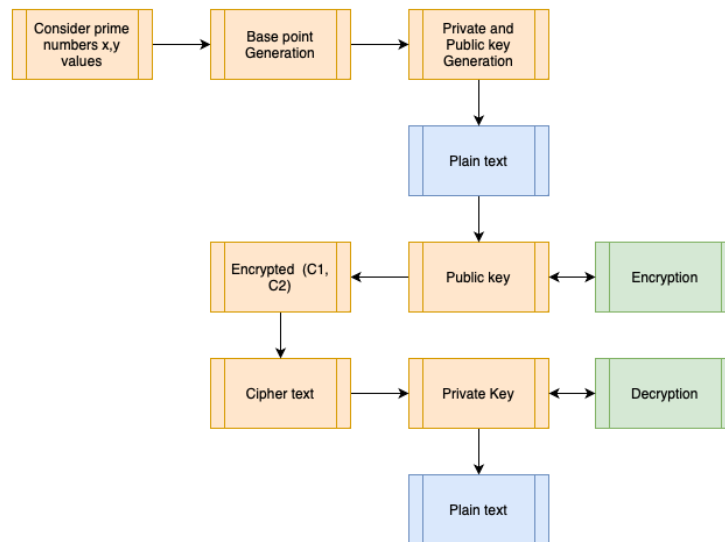 Consider prime
numbers x,y
values
Base point
Generation
Private and
Public key
Generation
Plain text
Encrypted (C1,
C2)
Public key
Encryption
Cipher text
Private Key
Decryption
Plain text